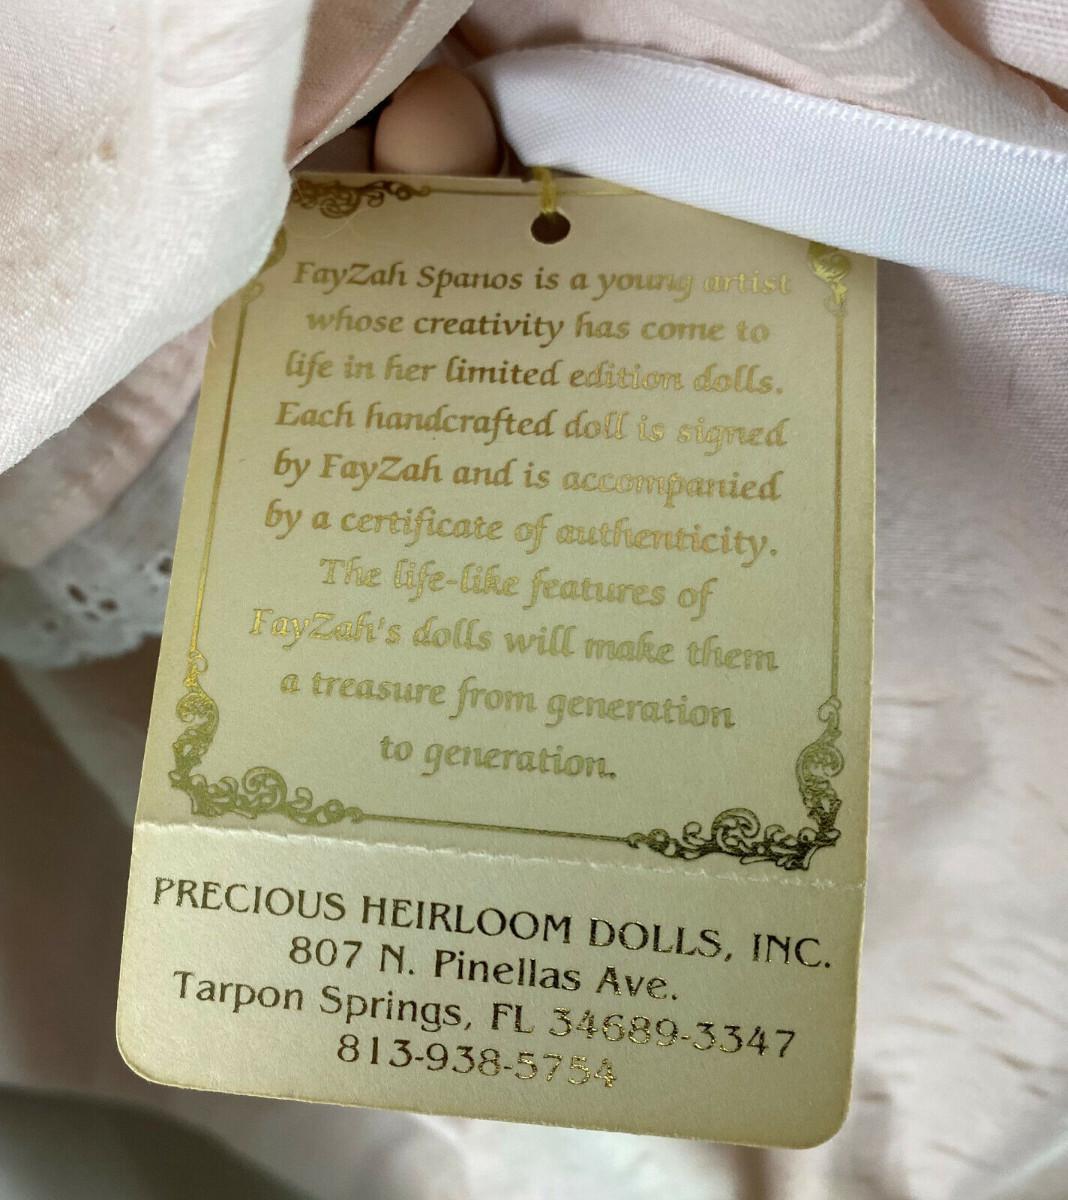 FayZah Spanos is a young artist
whose creativity has come to
life in her limited edition dolls.
Each handcrafted doll is signed
by FayZah and is accompanied
by a certificate of authenticity.
The life-like features of
FayZah's dolls will make them
a treasure from generation
to generation.
PRECIOUS HEIRLOOM DOLLS, INC.
807 N. Pinellas Ave.
Tarpon Springs, FL 34689-3347
813-938-5754